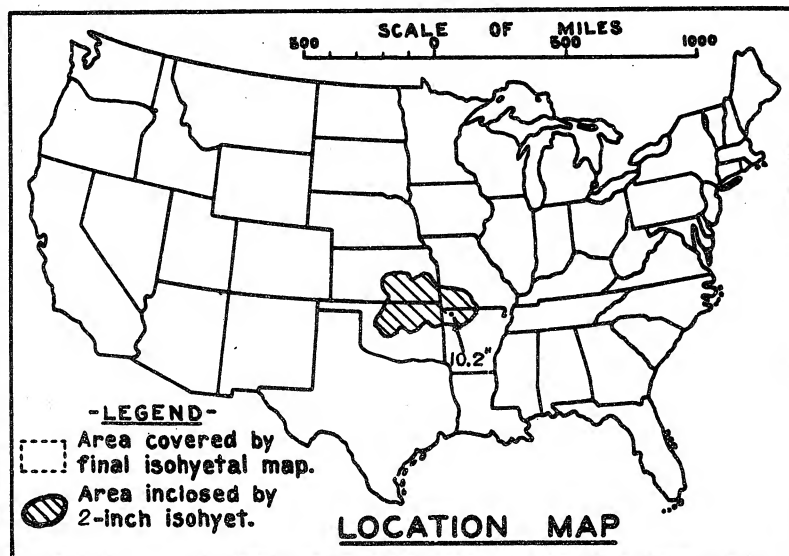 SCALE OF MILES
500 0 500 1000
10.2"
-LEGEND-
Area covered by
final isohyetal map.
Area inclosed by
2-inch isohyet.
LOCATION MAP